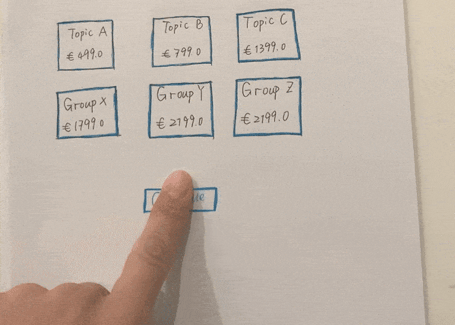 Topic A
€ 499.0
Topic B
€ 799.0
Topic C
€ 1399.0
Group X
€ 1799.0
Group Y
€ 2199.0
Group Z
€ 2199.0